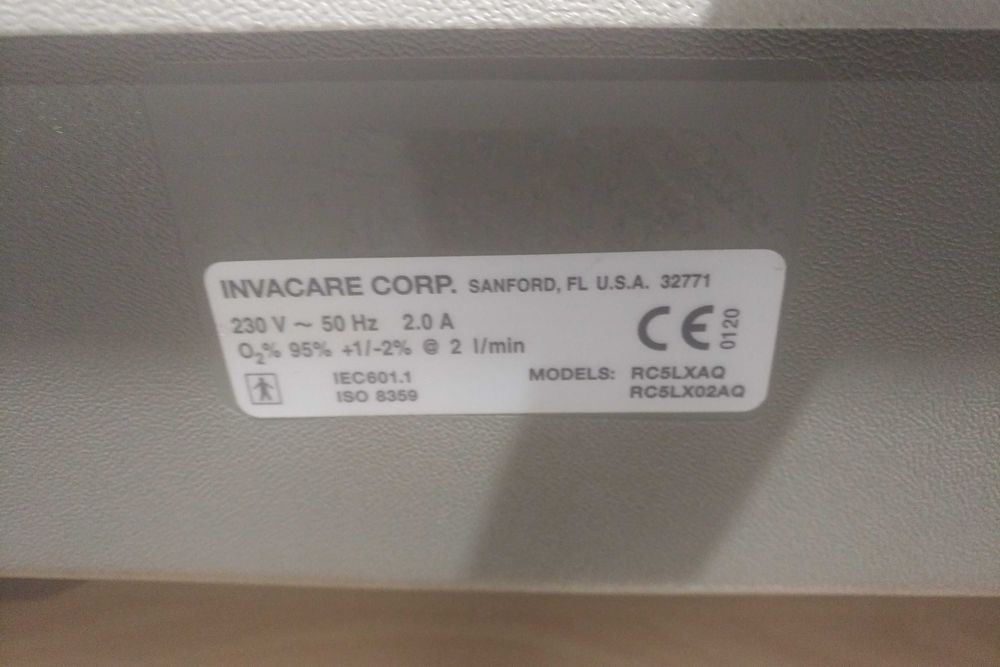 INVACARE CORP. SANFORD, FL U.S.A. 32771
230 V ~ 50 Hz 2.0 A
O₂% 95% +1/-2% @ 2 l/min
CE 0120
IEC601.1
ISO 8359
MODELS: RC5LXAQ
RC5LX02AQ